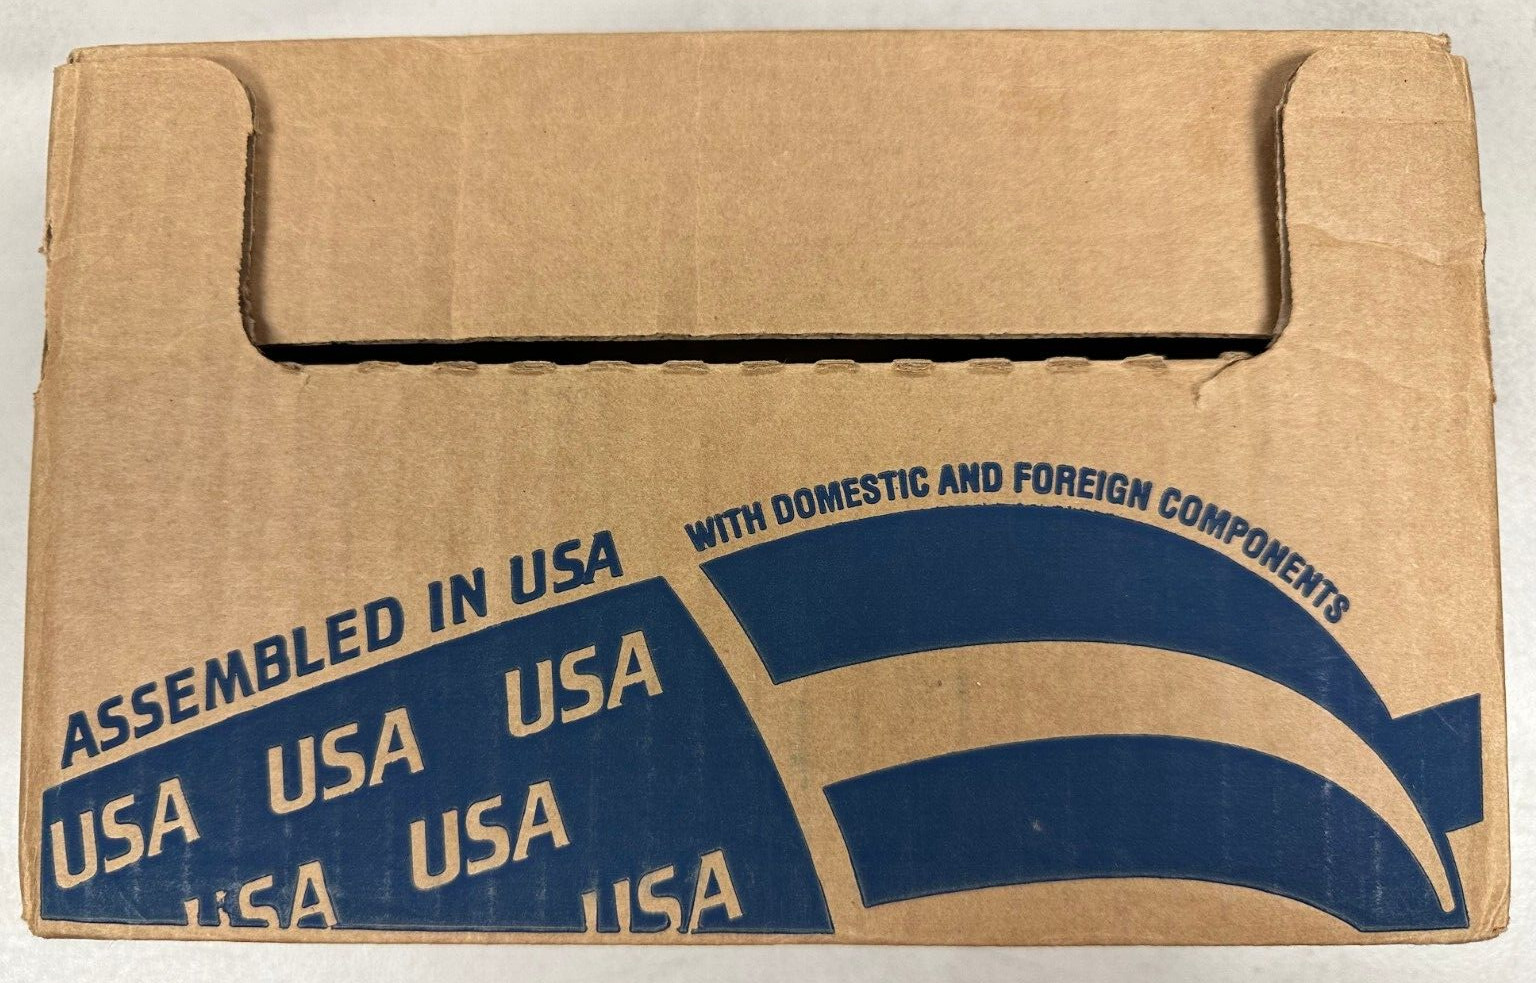 ASSEMBLED IN USA
WITH DOMESTIC AND FOREIGN COMPONENTS
USA
USA
USA
USA
USA
USA